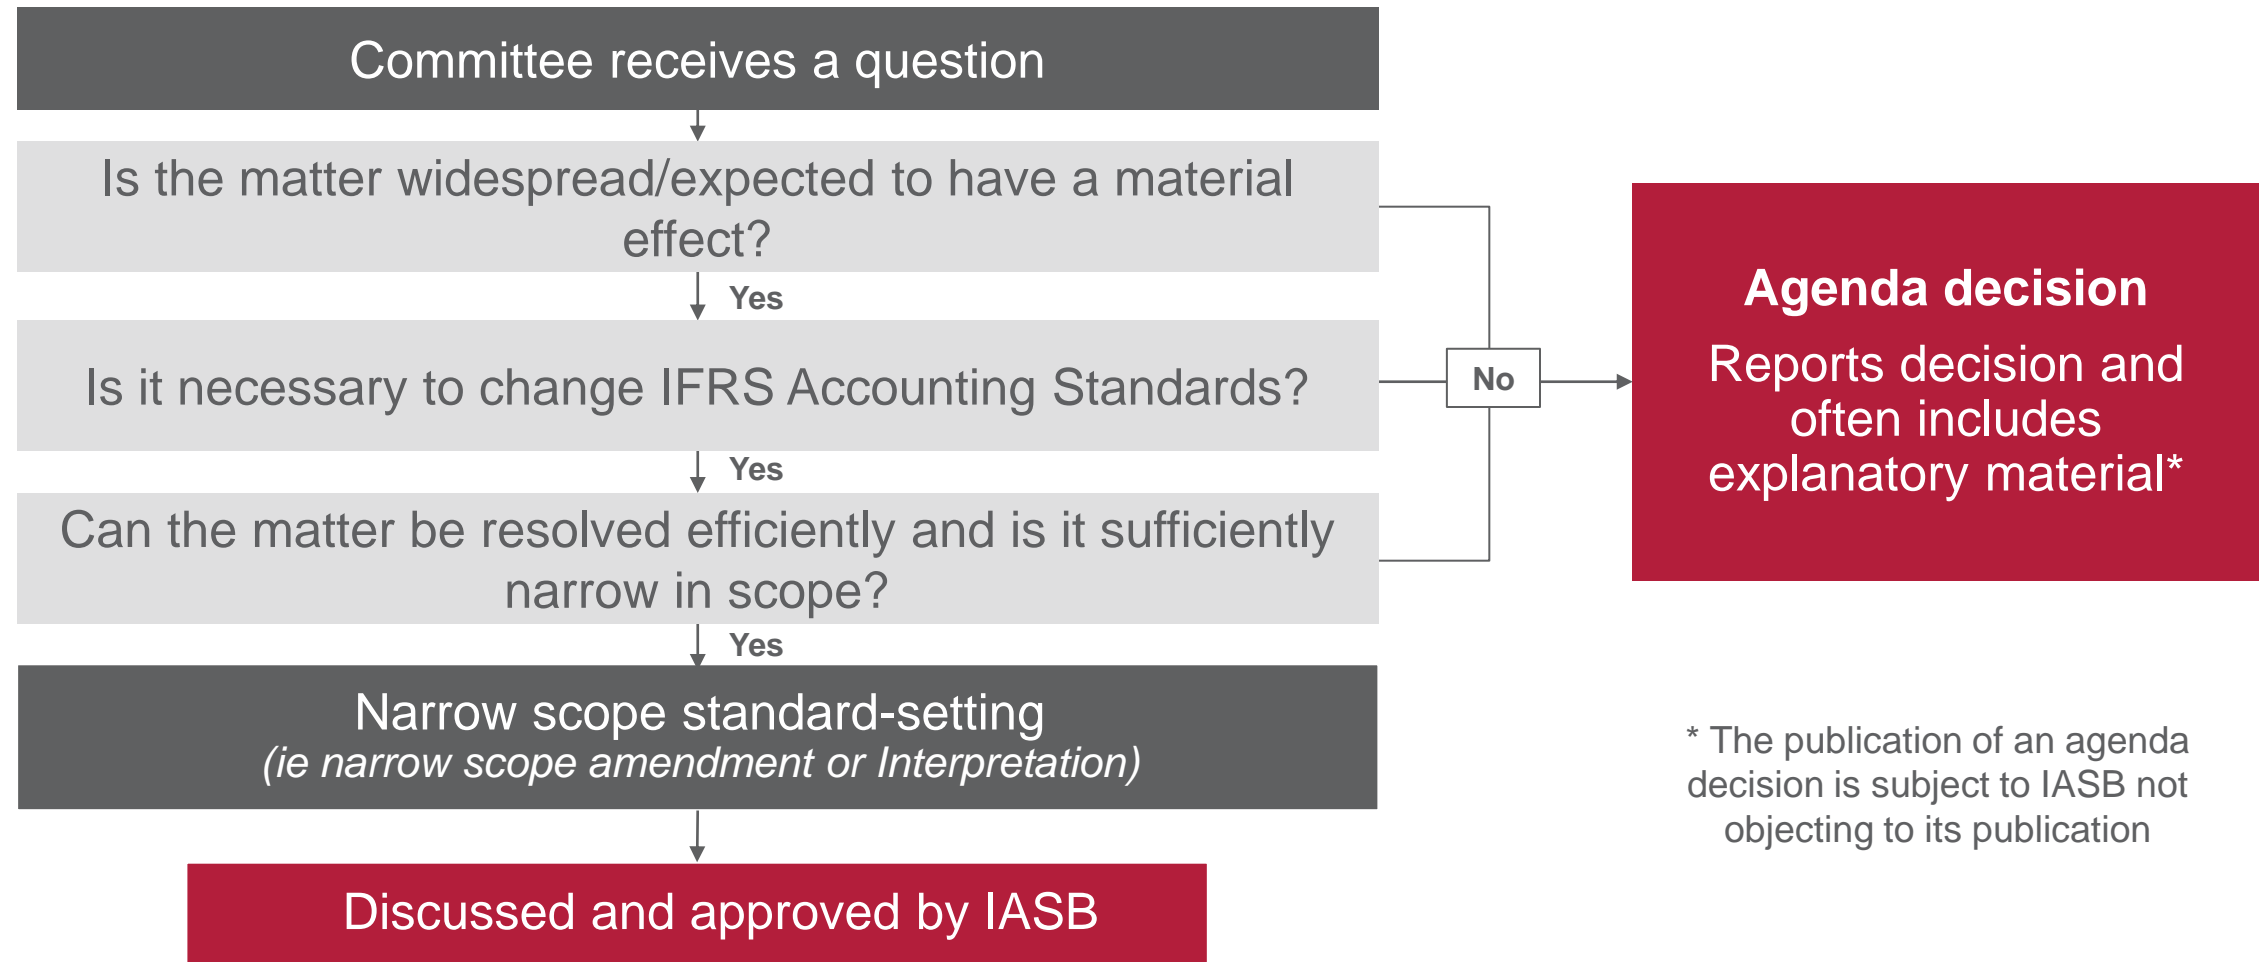 Committee receives a question
Is the matter widespread/expected to have a material
effect?
Yes
Is it necessary to change IFRS Accounting Standards?
Yes
Can the matter be resolved efficiently and is it sufficiently
narrow in scope?
Yes
Narrow scope standard-setting
(ie narrow scope amendment or Interpretation)
Discussed and approved by IASB
No
Agenda decision
Reports decision and
often includes
explanatory material*
* The publication of an agenda
decision is subject to IASB not
objecting to its publication